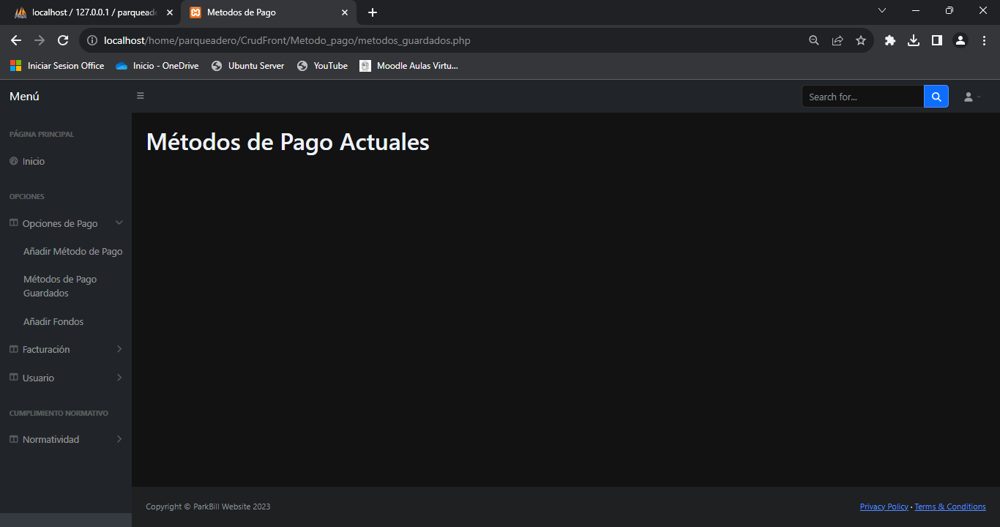 localhost / 127.0.0.1 / parquead
Metodos de Pago
localhost/home/parqueadero/CrudFront/Metodo_pago/metodos_guardados.php
Iniciar Sesion Office
Inicio - OneDrive
Ubuntu Server
YouTube
Moodle Aulas Virtu...
Menú
Search for...
PÁGINA PRINCIPAL
Inicio
OPCIONES
Opciones de Pago
Añadir Método de Pago
Métodos de Pago
Guardados
Añadir Fondos
Facturación
Usuario
CUMPLIMIENTO NORMATIVO
Normatividad
Métodos de Pago Actuales
Copyright © ParkBill Website 2023
Privacy Policy · Terms & Conditions